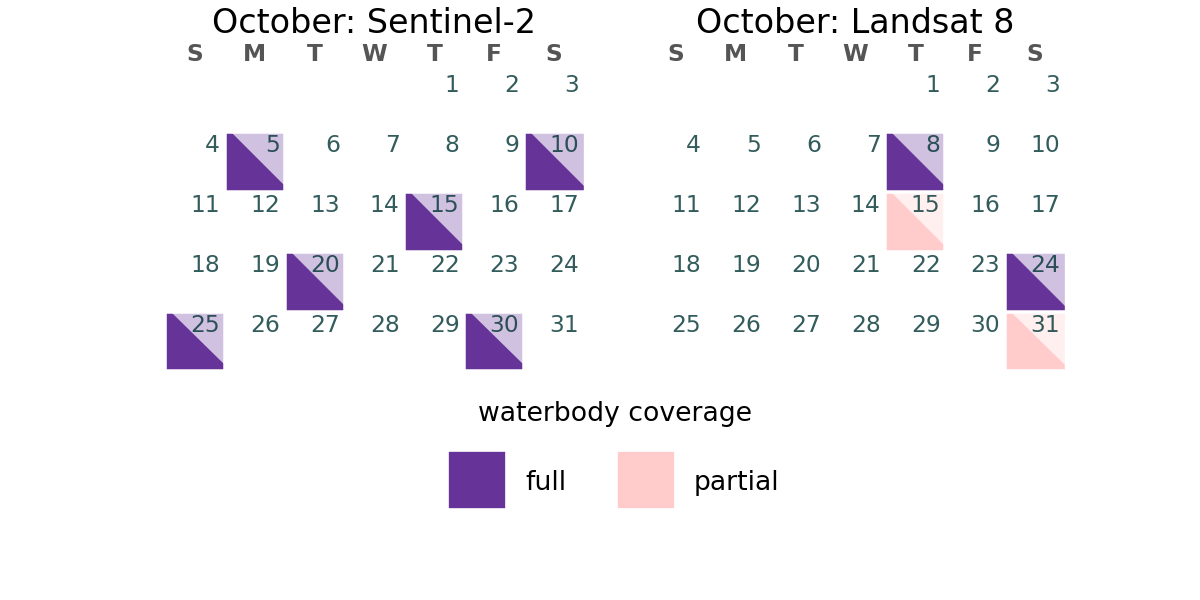 October: Sentinel-2
S M T W T F S
1 2 3
4 5 6 7 8 9 10
11 12 13 14 15 16 17
18 19 20 21 22 23 24
25 26 27 28 29 30 31
October: Landsat 8
S M T W T F S
1 2 3
4 5 6 7 8 9 10
11 12 13 14 15 16 17
18 19 20 21 22 23 24
25 26 27 28 29 30 31
waterbody coverage
full partial